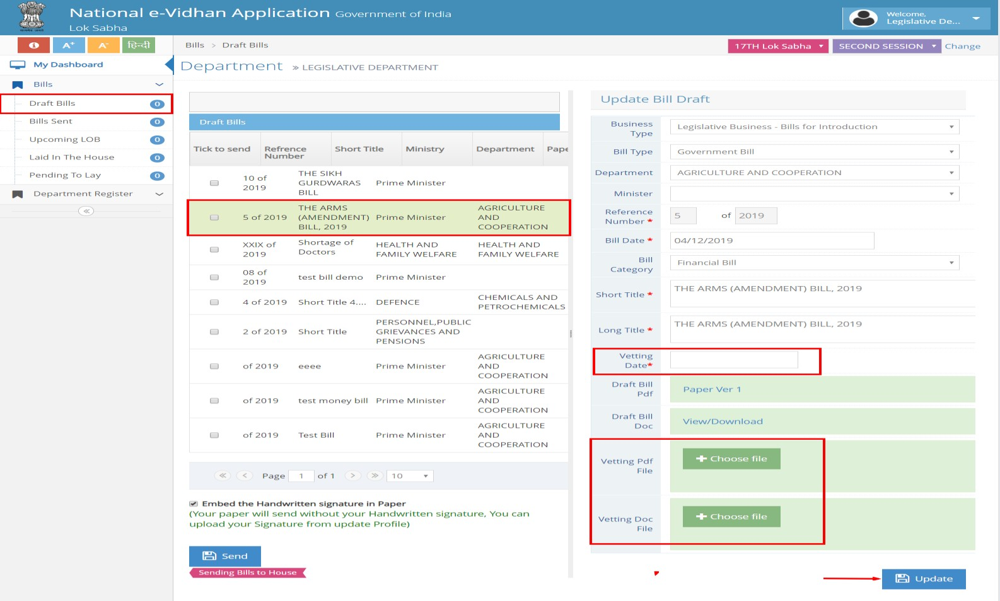 National e-Vidhan Application Government of India
Lok Sabha
Welcome,
Legislative De...
A+ A- हिन्दी
Bills > Draft Bills
17TH Lok Sabha SECOND SESSION Change
My Dashboard
Bills
Draft Bills 0
Bills Sent 0
Upcoming LOB 0
Laid In The House 0
Pending To Lay 0
Department Register
Department » LEGISLATIVE DEPARTMENT
Draft Bills
Tick to send Refrence Number Short Title Ministry Department Pape
10 of 2019 THE SIKH GURDWARAS BILL Prime Minister
5 of 2019 THE ARMS (AMENDMENT) BILL, 2019 Prime Minister AGRICULTURE AND COOPERATION
XXIX of 2019 Shortage of Doctors HEALTH AND FAMILY WELFARE HEALTH AND FAMILY WELFARE
08 of 2019 test bill demo Prime Minister
4 of 2019 Short Title 4.... DEFENCE CHEMICALS AND PETROCHEMICALS
2 of 2019 Short Title PERSONNEL,PUBLIC GRIEVANCES AND PENSIONS
of 2019 eeee Prime Minister AGRICULTURE AND COOPERATION
of 2019 test money bill Prime Minister AGRICULTURE AND COOPERATION
of 2019 Test Bill Prime Minister AGRICULTURE AND COOPERATION
Page 1 of 1 10
Embed the Handwritten signature in Paper
(Your paper will send without your Handwritten signature, You can
upload your Signature from update Profile)
Send
Sending Bills to House
Update Bill Draft
Business Type Legislative Business - Bills for Introduction
Bill Type Government Bill
Department AGRICULTURE AND COOPERATION
Minister
Reference Number * 5 of 2019
Bill Date * 04/12/2019
Bill Category Financial Bill
Short Title * THE ARMS (AMENDMENT) BILL, 2019
Long Title * THE ARMS (AMENDMENT) BILL, 2019
Vetting Date*
Draft Bill Pdf Paper Ver 1
Draft Bill Doc View/Download
Vetting Pdf File Choose file
Vetting Doc File Choose file
Update